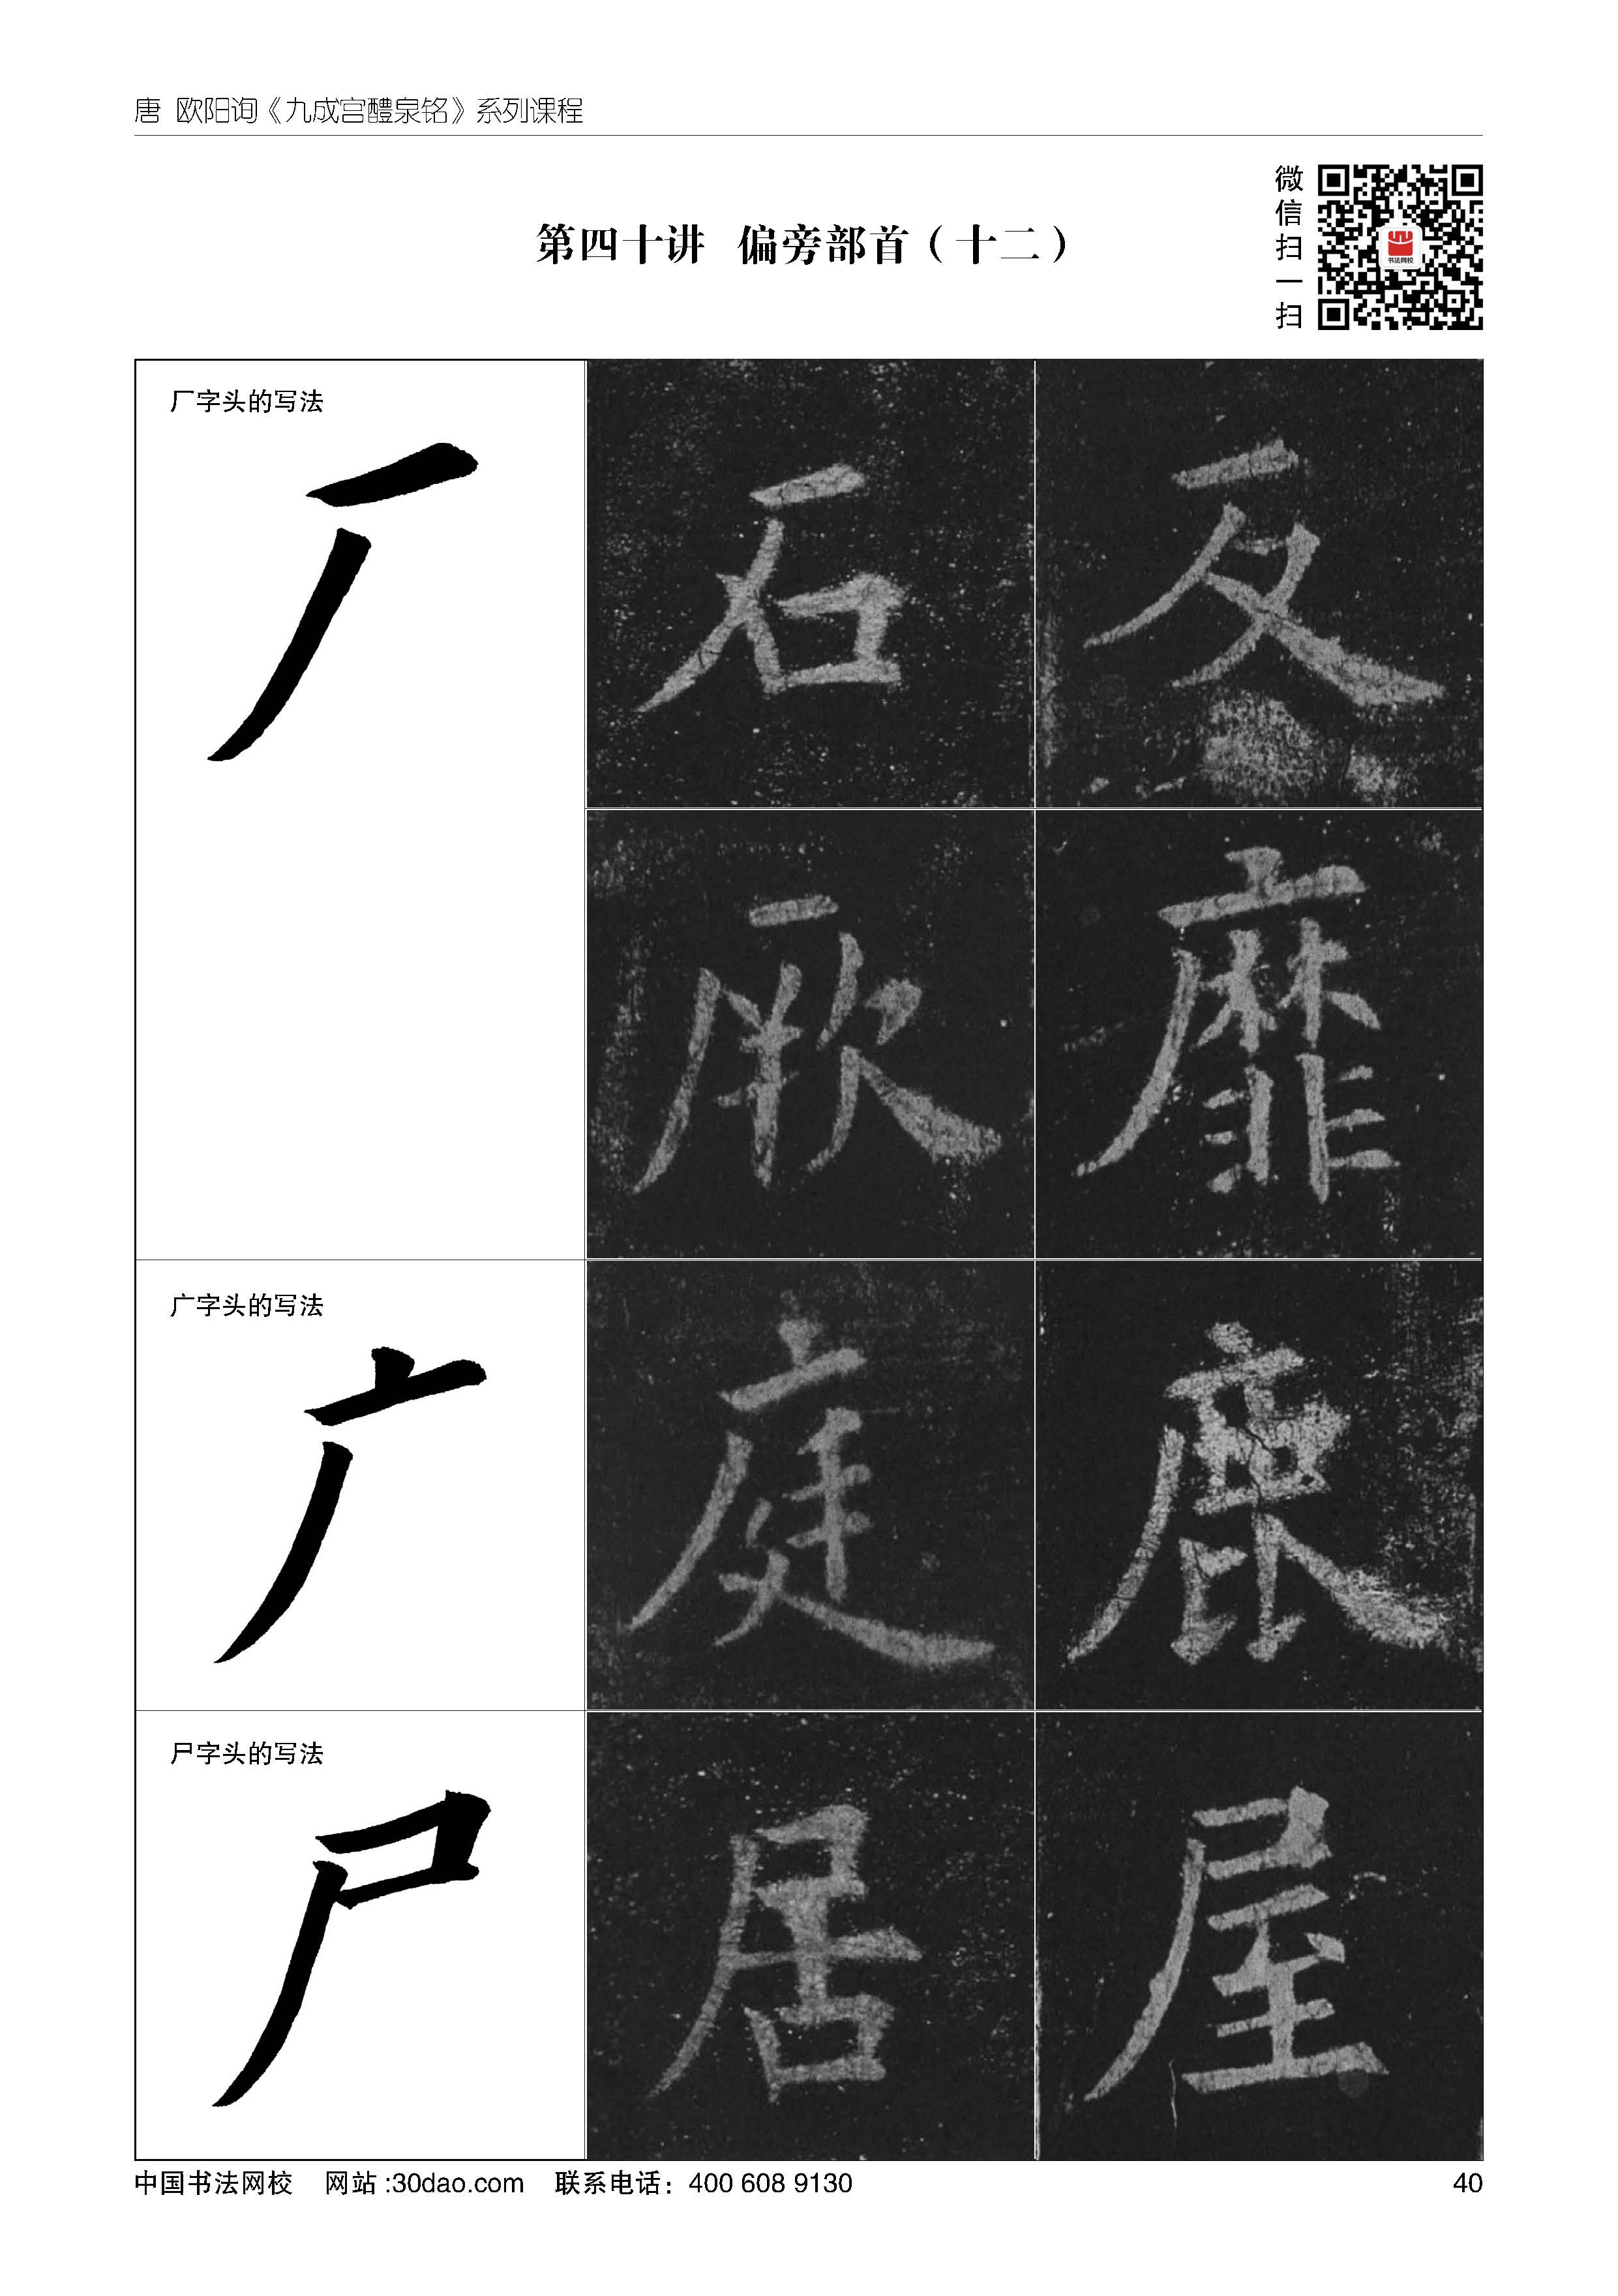 唐 欧阳询《九成宫醴泉铭》系列课程
微信扫一扫
书法网校
第四十讲 偏旁部首（十二）
厂字头的写法
厂
石 反
厥 靡
广字头的写法
广
庭 鹿
尸字头的写法
尸
居 屋
中国书法网校 网站:30dao.com 联系电话：400 608 9130
40